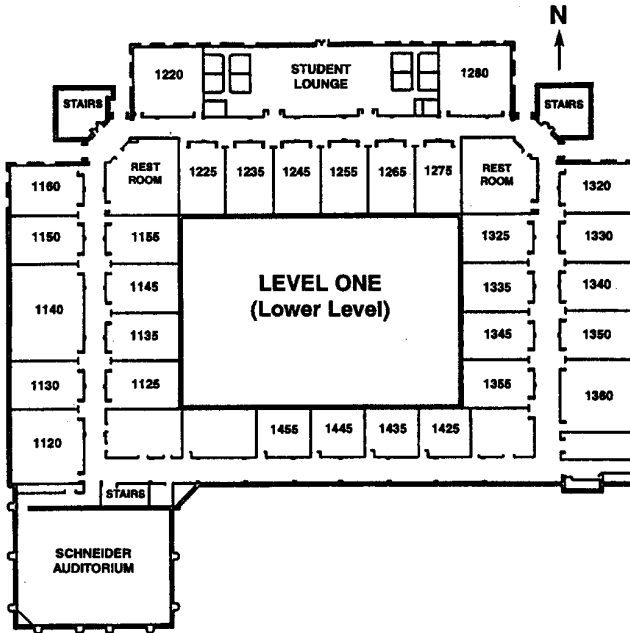 N
1220
STUDENT
LOUNGE
1280
STAIRS
STAIRS
REST
ROOM
1225
1235
1245
1255
1265
1275
REST
ROOM
1160
1320
1150
1155
1325
1330
LEVEL ONE
(Lower Level)
1140
1145
1335
1340
1135
1345
1350
1130
1125
1355
1360
1120
1455
1445
1435
1425
STAIRS
SCHNEIDER
AUDITORIUM